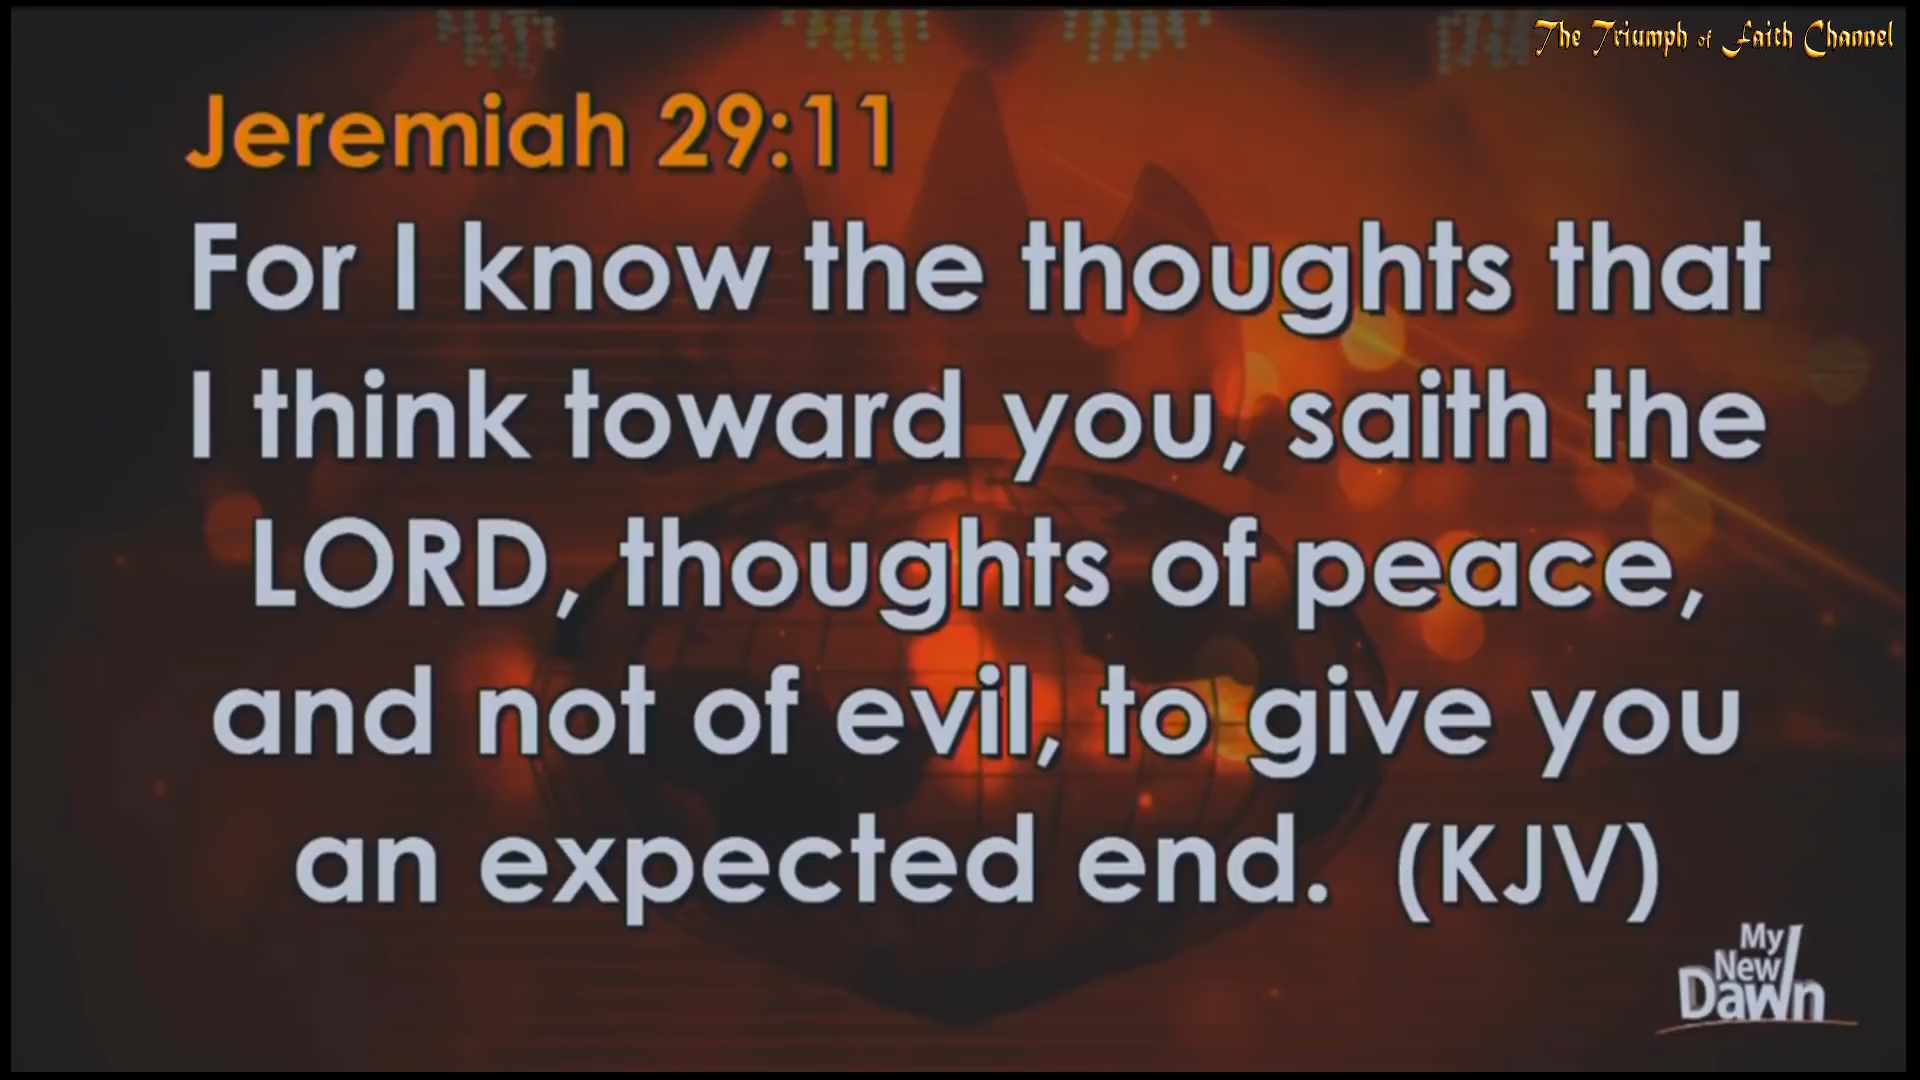 The Triumph of Faith Channel
Jeremiah 29:11
For I know the thoughts that
I think toward you, saith the
LORD, thoughts of peace,
and not of evil, to give you
an expected end. (KJV)
My
New
Dawn